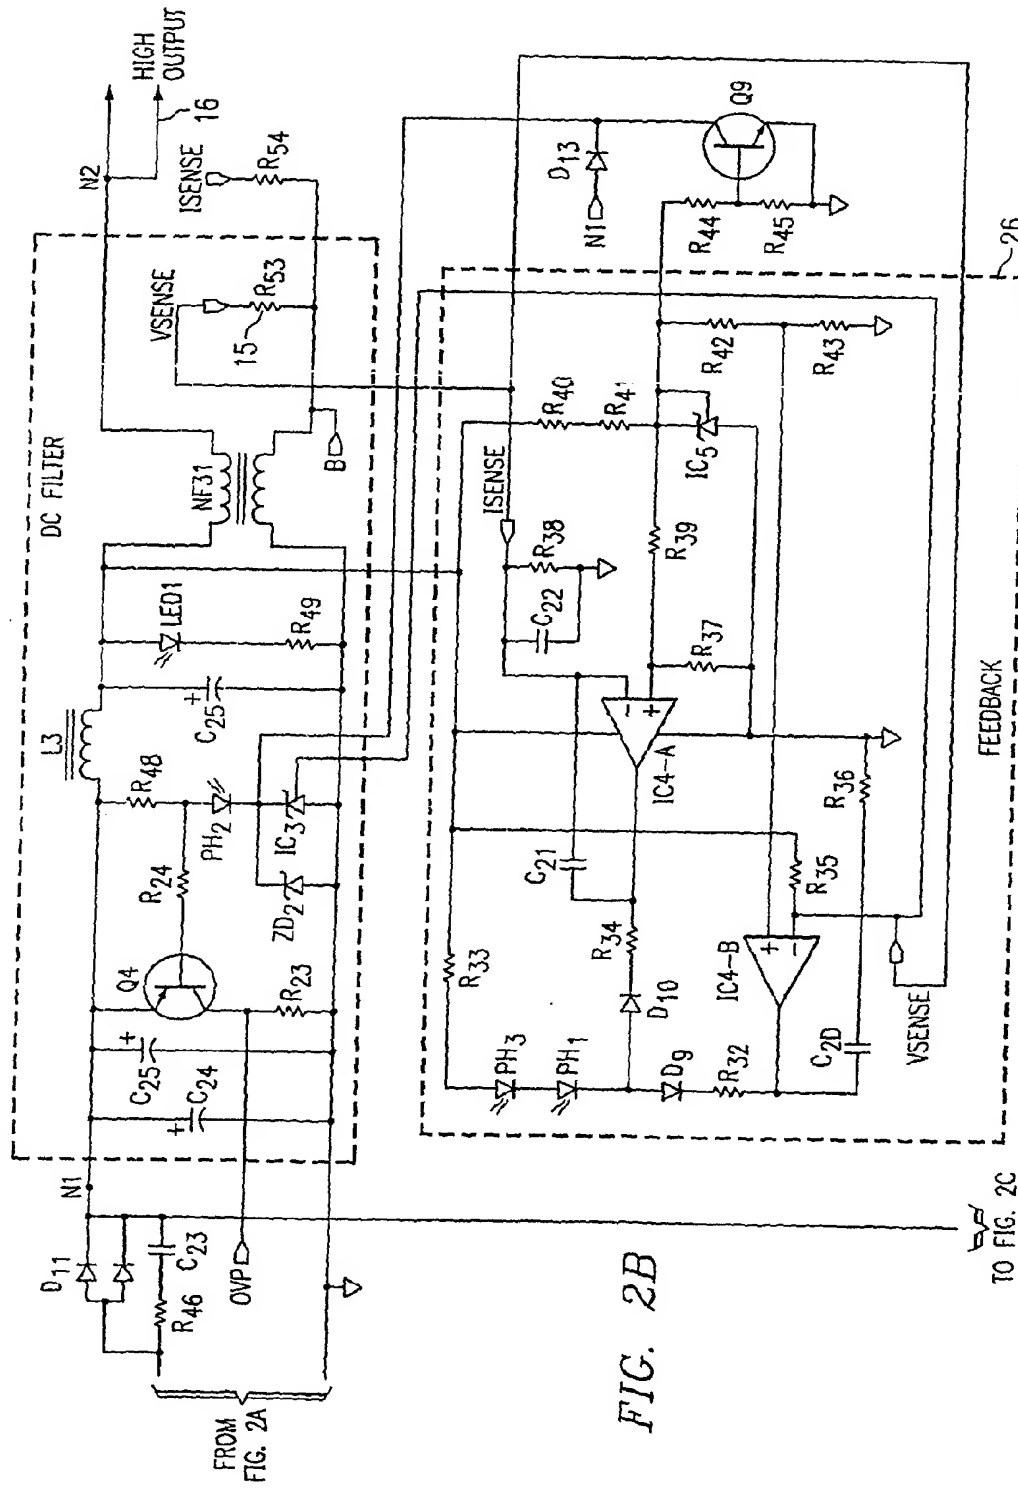 HIGH
OUTPUT
16
N2
ISENSE
R54
VSENSE
R53
15
DC FILTER
NF31
B
L3
LED1
R49
C25
+
R48
PH2
IC3
R24
ZD2
Q4
R23
C25
+
C24
+
N1
D11
C23
R46
OVP
FROM
FIG. 2A
D13
N1
Q9
R44
R45
26
R40
R41
R42
R43
IC5
ISENSE
R38
C22
R39
R37
-
+
IC4-A
C21
R34
R36
R35
R33
+
-
IC4-B
D10
PH3
PH1
D9
R32
C2D
VSENSE
FEEDBACK
FIG. 2B
TO FIG. 2C